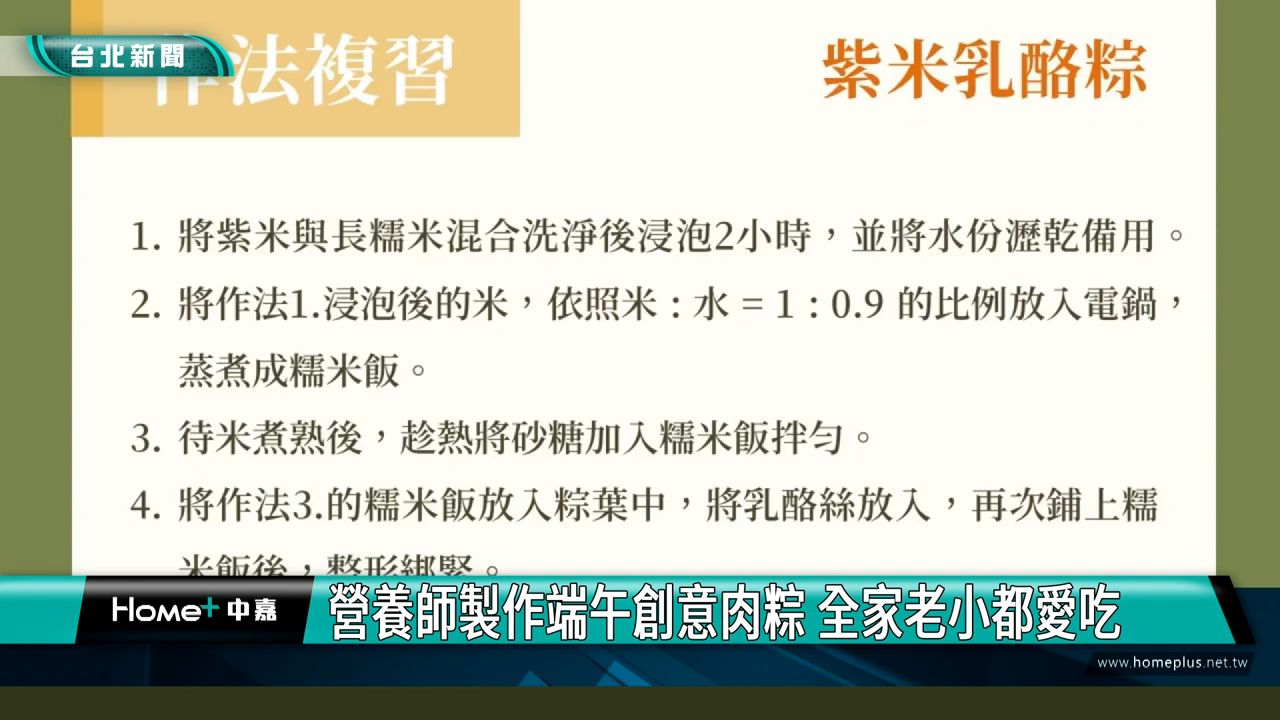 台北新聞
作法複習
紫米乳酪粽
1. 將紫米與長糯米混合洗淨後浸泡2小時，並將水份瀝乾備用。
2. 將作法1.浸泡後的米，依照米：水 = 1：0.9 的比例放入電鍋，
蒸煮成糯米飯。
3. 待米煮熟後，趁熱將砂糖加入糯米飯拌勻。
4. 將作法3.的糯米飯放入粽葉中，將乳酪絲放入，再次鋪上糯
米飯後，整形綁緊。
Home+ 中嘉
營養師製作端午創意肉粽 全家老小都愛吃
www.homeplus.net.tw